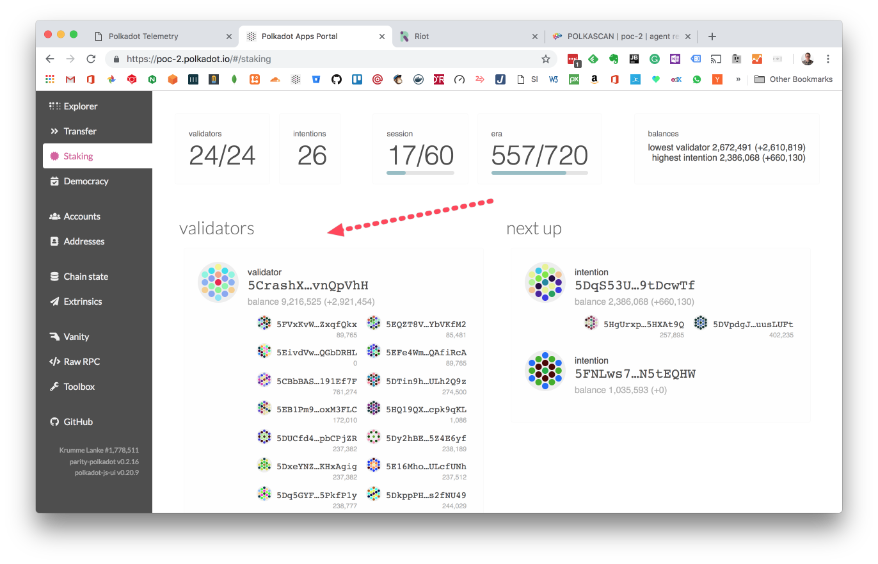 Polkadot Telemetry
Polkadot Apps Portal
Riot
POLKASCAN | poc-2 | agent re
https://poc-2.polkadot.io/#/staking
Other Bookmarks
Explorer
Transfer
Staking
Democracy
Accounts
Addresses
Chain state
Extrinsics
Vanity
Raw RPC
Toolbox
GitHub
Krumme Lanke #1,778,511
parity-polkadot v0.2.16
polkadot-js-ui v0.20.9
validators
24/24
intentions
26
session
17/60
era
557/720
balances
lowest validator 2,672,491 (+2,610,819)
highest intention 2,386,068 (+660,130)
validators
validator
5CrashX…vnQpVhH
balance 9,216,525 (+2,921,454)
5FVxKvW…ZxqfQkx
89,765
5EQZT8V…YbVKfM2
85,481
5EivdVw…QGbDRHL
0
5EFe4Wm…QAfiRcA
89,765
5CBbBAS…191Ef7F
781,274
5DTin9h…ULh2Q9z
274,500
5EB1Pm9…oxM3FLC
172,010
5HQ19QX…cpk9qKL
1,088
5DUCfd4…pbCPjZR
237,382
5Dy2hBE…5Z4E6yf
238,189
5DxeYNZ…KHxAgig
237,382
5E16Mho…ULcfUNh
237,512
5Dq5GYF…5PkfPly
238,777
5DkppPH…s2fNU49
244,029
next up
intention
5DqS53U…9tDcwTf
balance 2,386,068 (+660,130)
5HgUrxp…5HXAt9Q
257,895
5DVpdgJ…uusLUFt
402,235
intention
5FNLws7…N5tEQHW
balance 1,035,593 (+0)